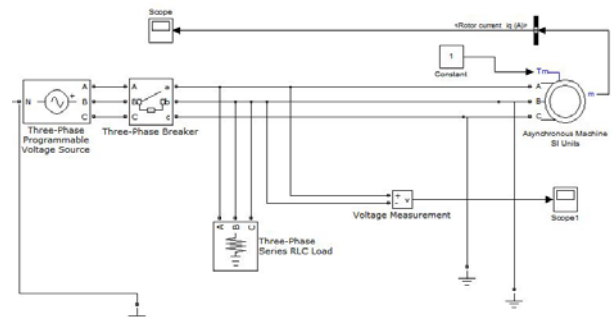 Scope
<Rotor current iq (A)>
1
Constant
Tm
m
A
B
C
Asynchronous Machine
SI Units
N
+
A
B
C
Three-Phase
Programmable
Voltage Source
A
B
C
a
b
c
Three-Phase Breaker
+
-
v
Voltage Measurement
Scope1
A B C
Three-Phase
Series RLC Load